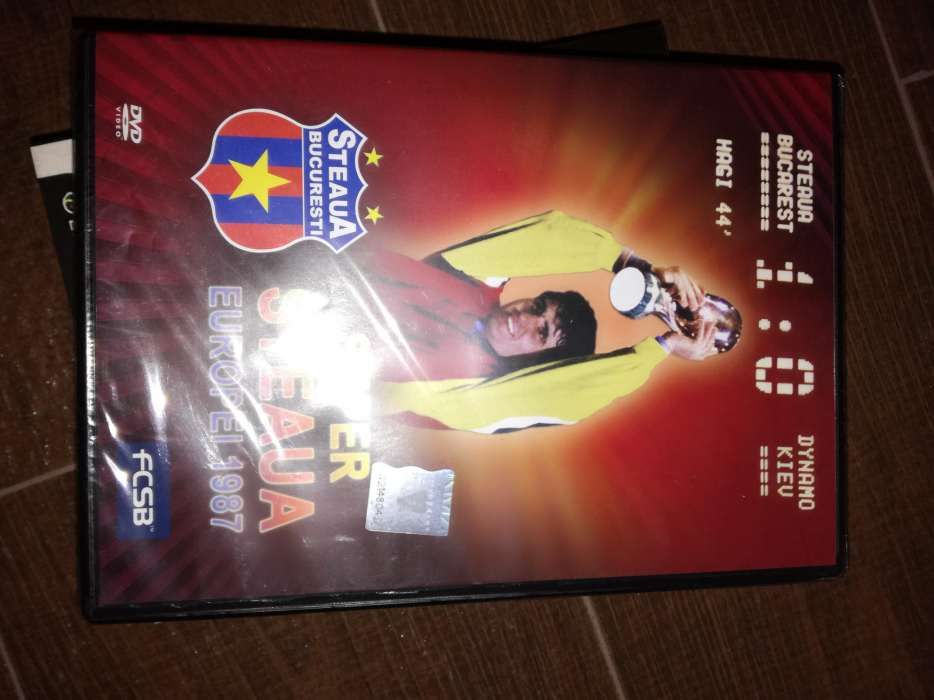 STEAUA
BUCAREST
========
1:0
DYNAMO
KIEV
====
HAGI 44'
STEAUA
BUCURESTI
STEAUA
EUROPEI 1987
DVD
VIDEO
FCSB